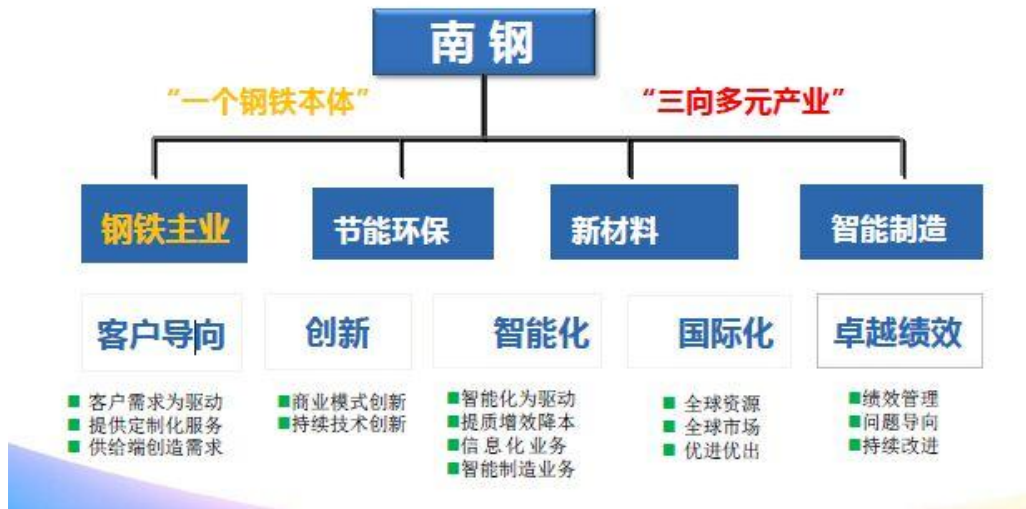 南钢
“一个钢铁本体”
“三向多元产业”
钢铁主业
节能环保
新材料
智能制造
客户导向
创新
智能化
国际化
卓越绩效
客户需求为驱动
提供定制化服务
供给端创造需求
商业模式创新
持续技术创新
智能化为驱动
提质增效降本
信息化业务
智能制造业务
全球资源
全球市场
优进优出
绩效管理
问题导向
持续改进